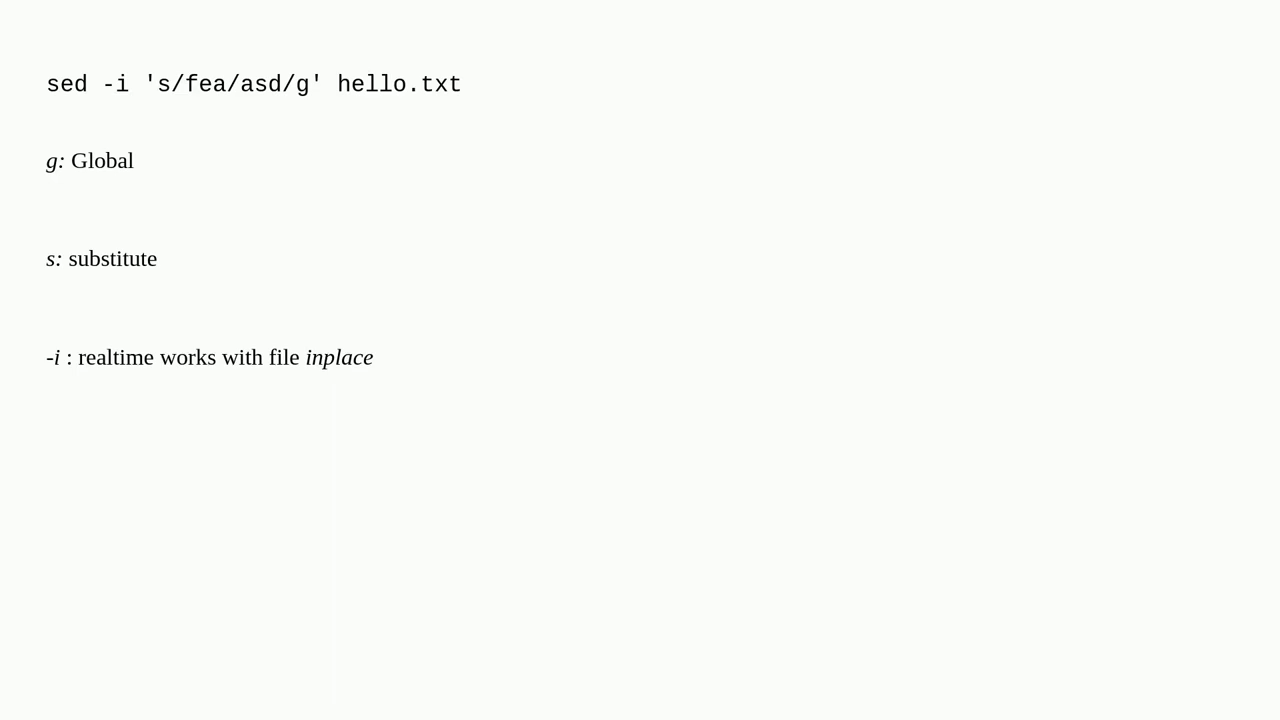 sed -i 's/fea/asd/g' hello.txt
g: Global
s: substitute
-i : realtime works with file inplace